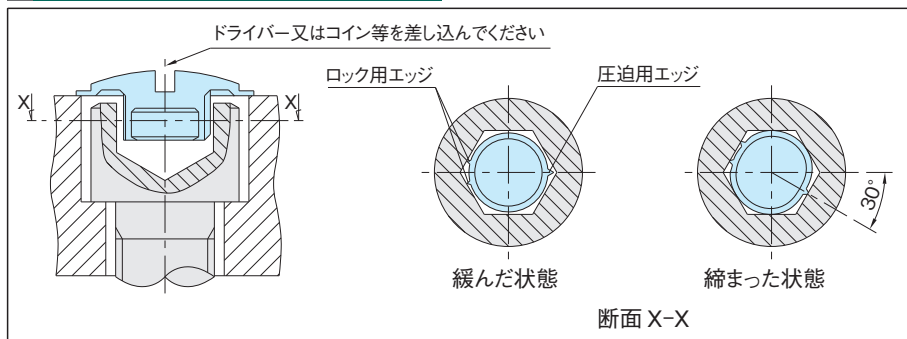 ドライバー又はコイン等を差し込んでください
ロック用エッジ
圧迫用エッジ
X
X
30°
緩んだ状態
締まった状態
断面 X-X